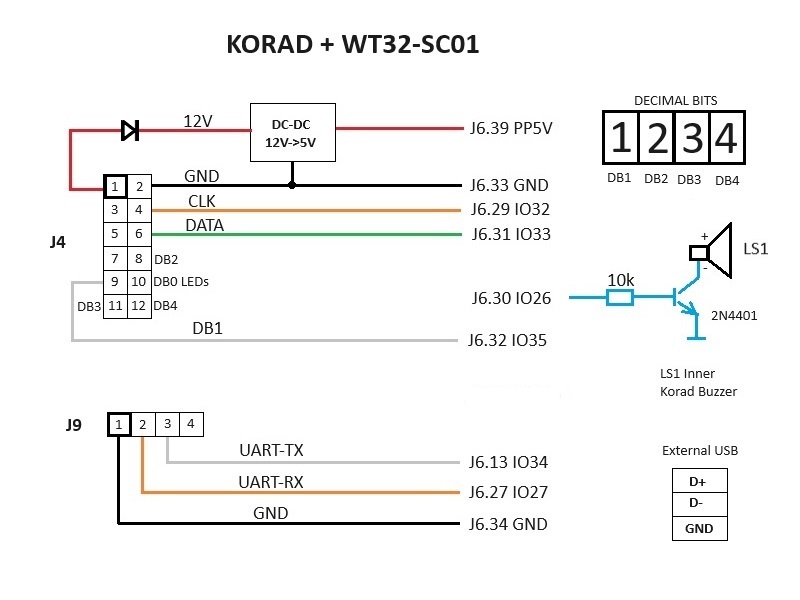 KORAD + WT32-SC01
DECIMAL BITS
12V
DC-DC
12V->5V
J6.39 PP5V
1 2 3 4
DB1 DB2 DB3 DB4
GND
1 2
J6.33 GND
CLK
3 4
J6.29 IO32
DATA
5 6
J6.31 IO33
J4
7 8 DB2
9 10 DB0 LEDs
DB3 11 12 DB4
DB1
J6.32 IO35
+
-
LS1
J6.30 IO26
10k
2N4401
LS1 Inner
Korad Buzzer
J9
1 2 3 4
UART-TX
J6.13 IO34
UART-RX
J6.27 IO27
GND
J6.34 GND
External USB
D+
D-
GND